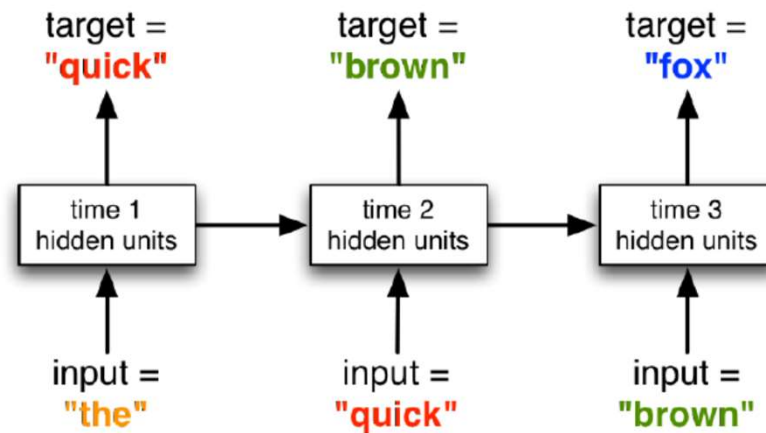 target =
"quick"
target =
"brown"
target =
"fox"
time 1
hidden units
time 2
hidden units
time 3
hidden units
input =
"the"
input =
"quick"
input =
"brown"